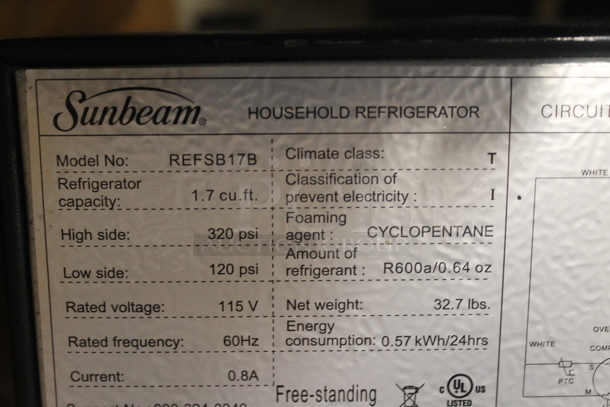 Sunbeam® HOUSEHOLD REFRIGERATOR CIRCUIT
Model No: REFSB17B Climate class: T
Refrigerator capacity: 1.7 cu.ft. Classification of prevent electricity : I
High side: 320 psi Foaming agent : CYCLOPENTANE
Low side: 120 psi Amount of refrigerant : R600a/0.64 oz
Rated voltage: 115 V Net weight: 32.7 lbs.
Rated frequency: 60Hz Energy consumption: 0.57 kWh/24hrs
Current: 0.8A Free-standing
C UL US LISTED
WHITE
WHITE
PTC
S
M